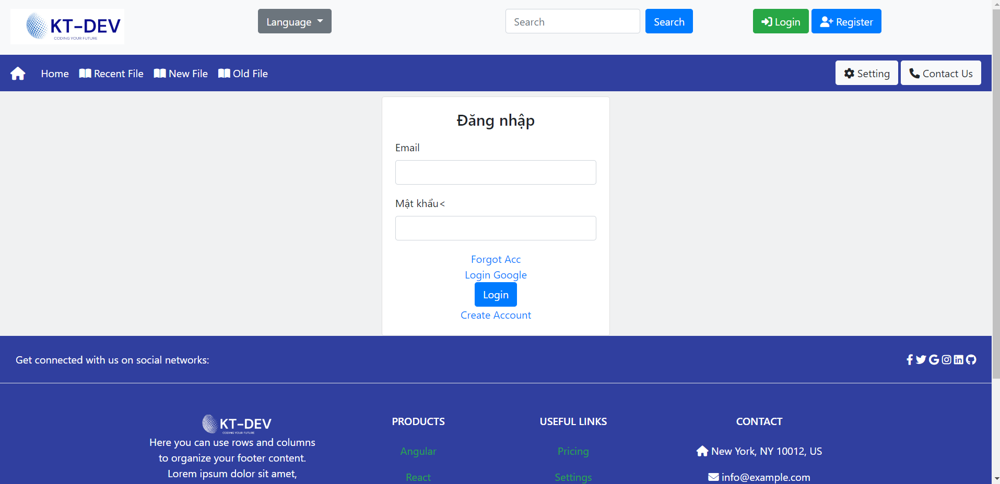 KT-DEV
CODING YOUR FUTURE
Language
Search
Search
Login
Register
Home
Recent File
New File
Old File
Setting
Contact Us
Đăng nhập
Email
Mật khẩu<
Forgot Acc
Login Google
Login
Create Account
Get connected with us on social networks:
KT-DEV
CODING YOUR FUTURE
Here you can use rows and columns
to organize your footer content.
Lorem ipsum dolor sit amet,
PRODUCTS
Angular
React
USEFUL LINKS
Pricing
Settings
CONTACT
New York, NY 10012, US
info@example.com